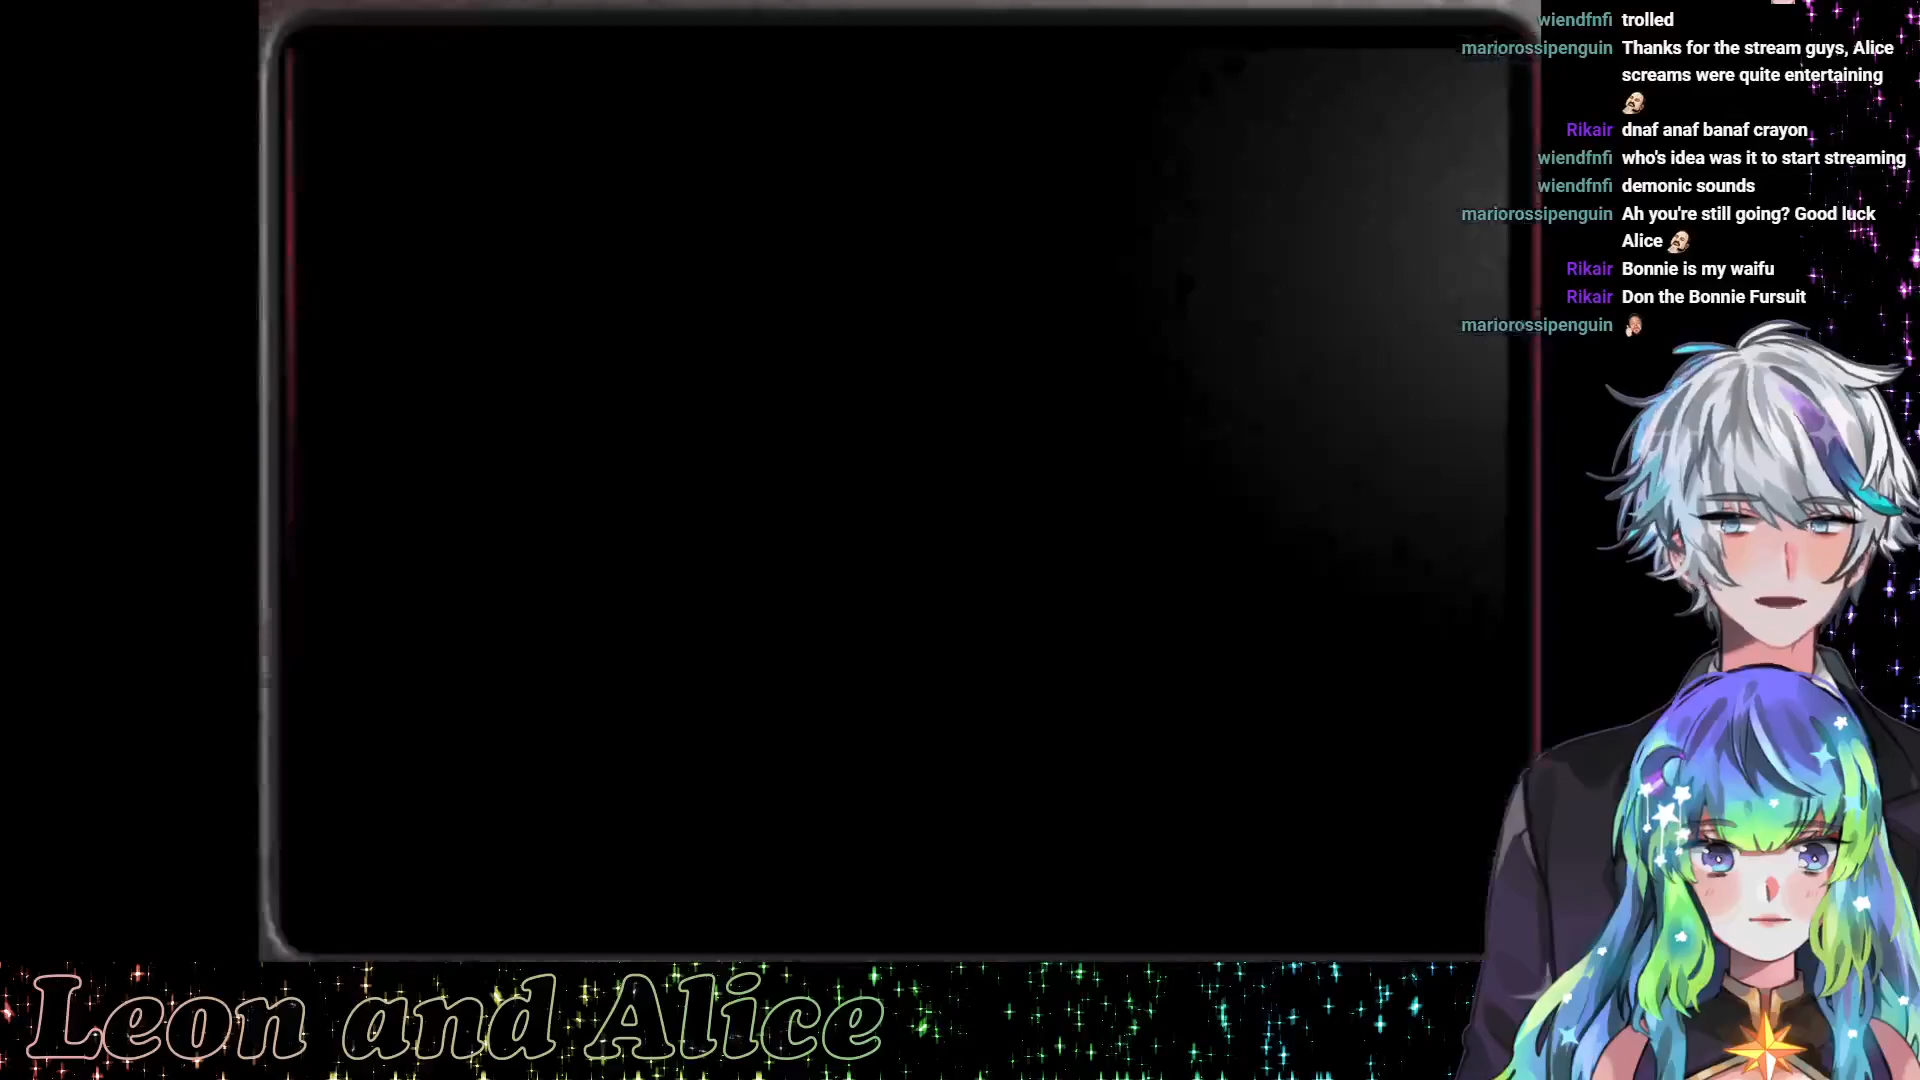 wiendfnfi trolled
mariorossipenguin Thanks for the stream guys, Alice
screams were quite entertaining
Rikair dnaf anaf banaf crayon
wiendfnfi who's idea was it to start streaming
wiendfnfi demonic sounds
mariorossipenguin Ah you're still going? Good luck
Alice
Rikair Bonnie is my waifu
Rikair Don the Bonnie Fursuit
mariorossipenguin
Leon and Alice